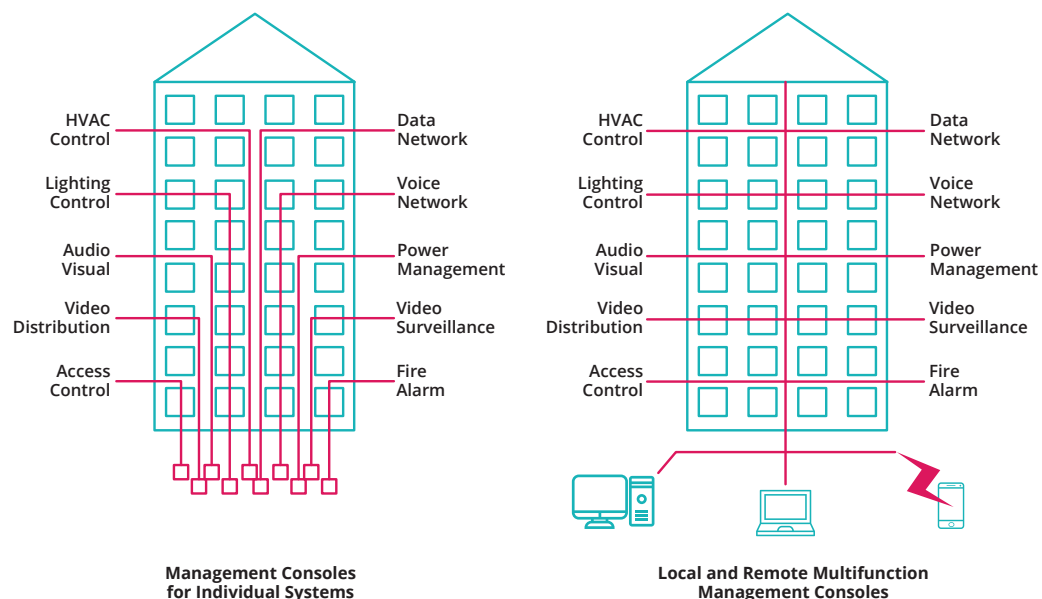 HVAC
Control
Lighting
Control
Audio
Visual
Video
Distribution
Access
Control
Data
Network
Voice
Network
Power
Management
Video
Surveillance
Fire
Alarm
Management Consoles
for Individual Systems
HVAC
Control
Lighting
Control
Audio
Visual
Video
Distribution
Access
Control
Data
Network
Voice
Network
Power
Management
Video
Surveillance
Fire
Alarm
Local and Remote Multifunction
Management Consoles